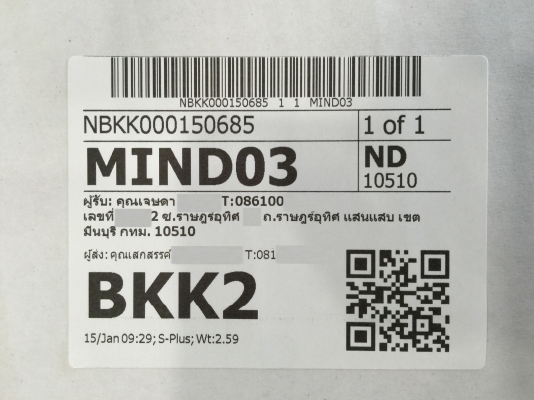 NBKK000150685 1 1 MIND03
NBKK000150685 1 of 1
MIND03 ND
10510
ผู้รับ: คุณเจษดา T:086100
เลขที่ 2 ซ.ราษฎร์อุทิศ ถ.ราษฎร์อุทิศ แสนแสบ เขต
มีนบุรี กทม. 10510
ผู้ส่ง: คุณเสกสรรค์ T:081
BKK2
15/Jan 09:29; S-Plus; Wt:2.59